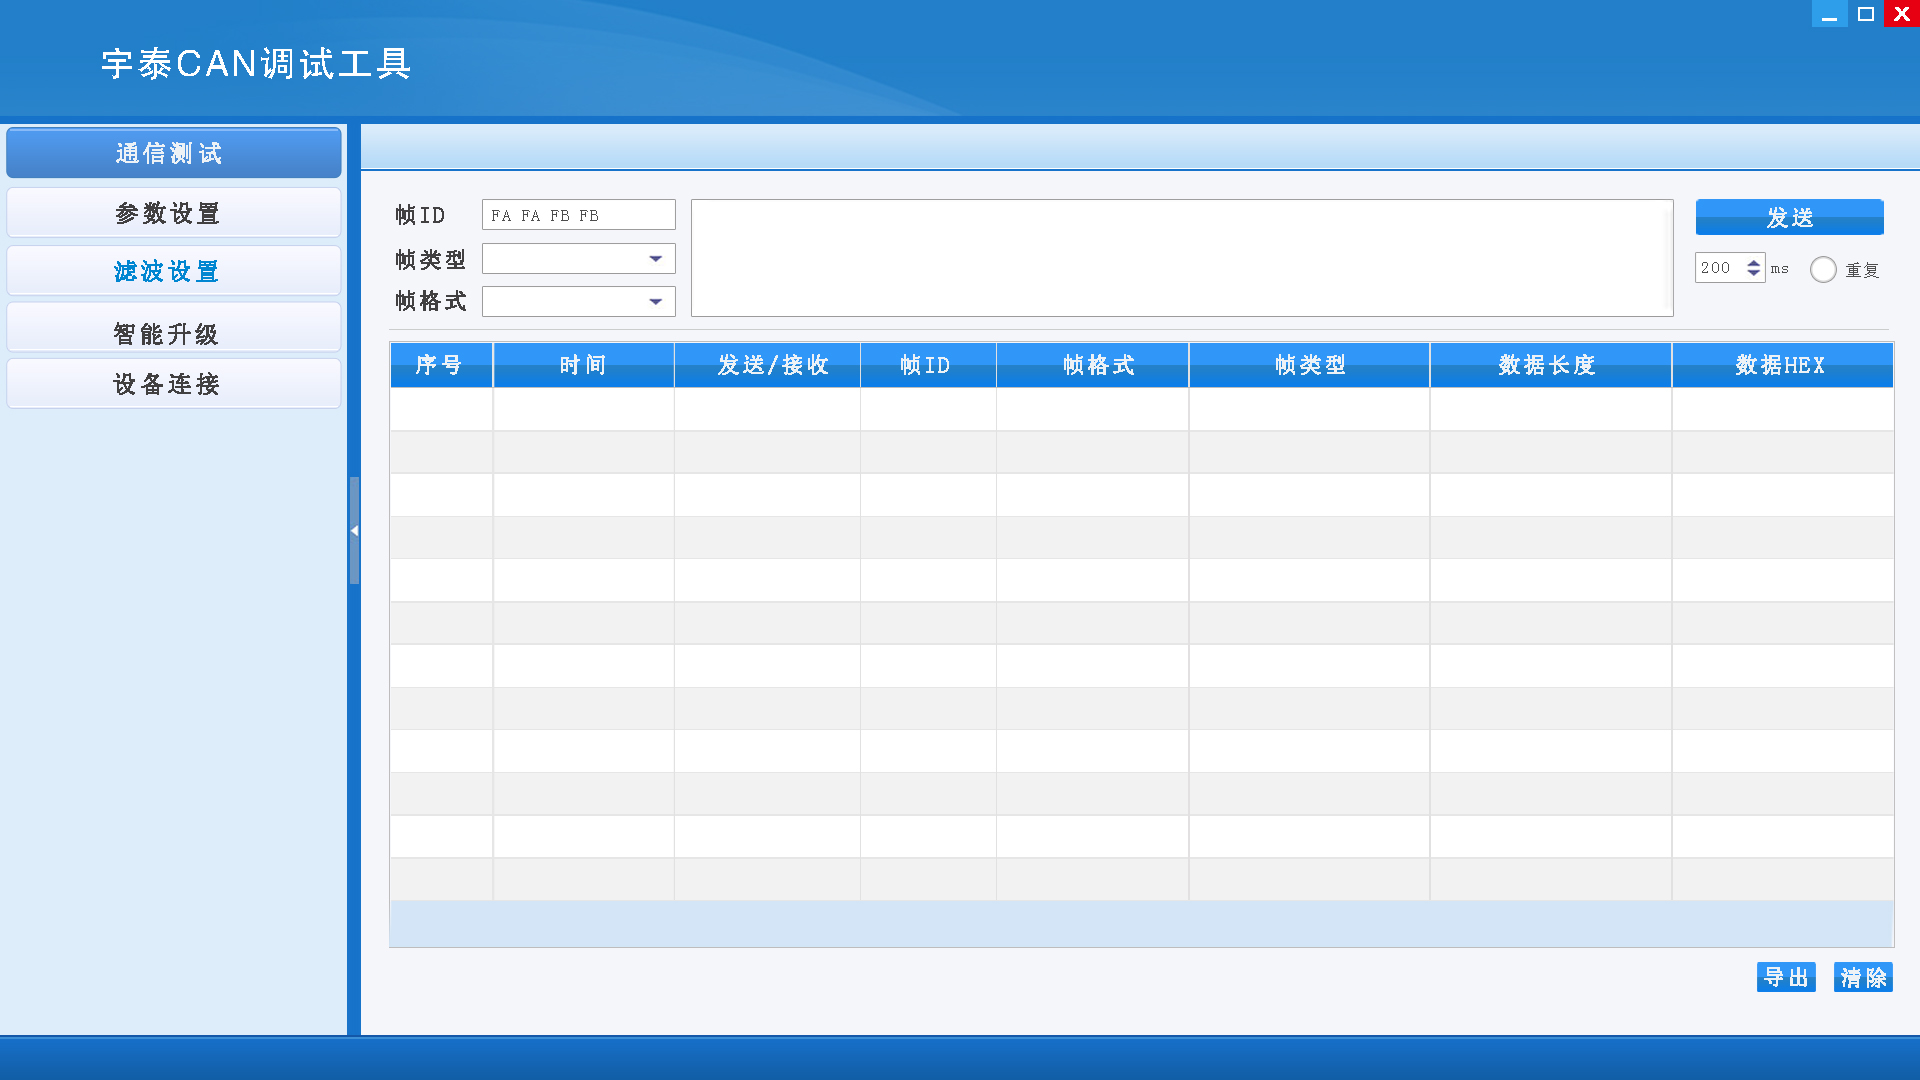 宇泰CAN调试工具
通信测试
参数设置
滤波设置
智能升级
设备连接
帧ID
FA FA FB FB
帧类型
帧格式
发送
200 ms 重复
序号 时间 发送/接收 帧ID 帧格式 帧类型 数据长度 数据HEX
导出 清除